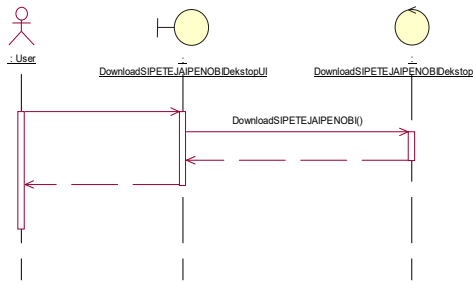 : User
:
DownloadSIPETEJAIPENOBIDekstopUI
:
DownloadSIPETEJAIPENOBIDekstop
DownloadSIPETEJAIPENOBI()